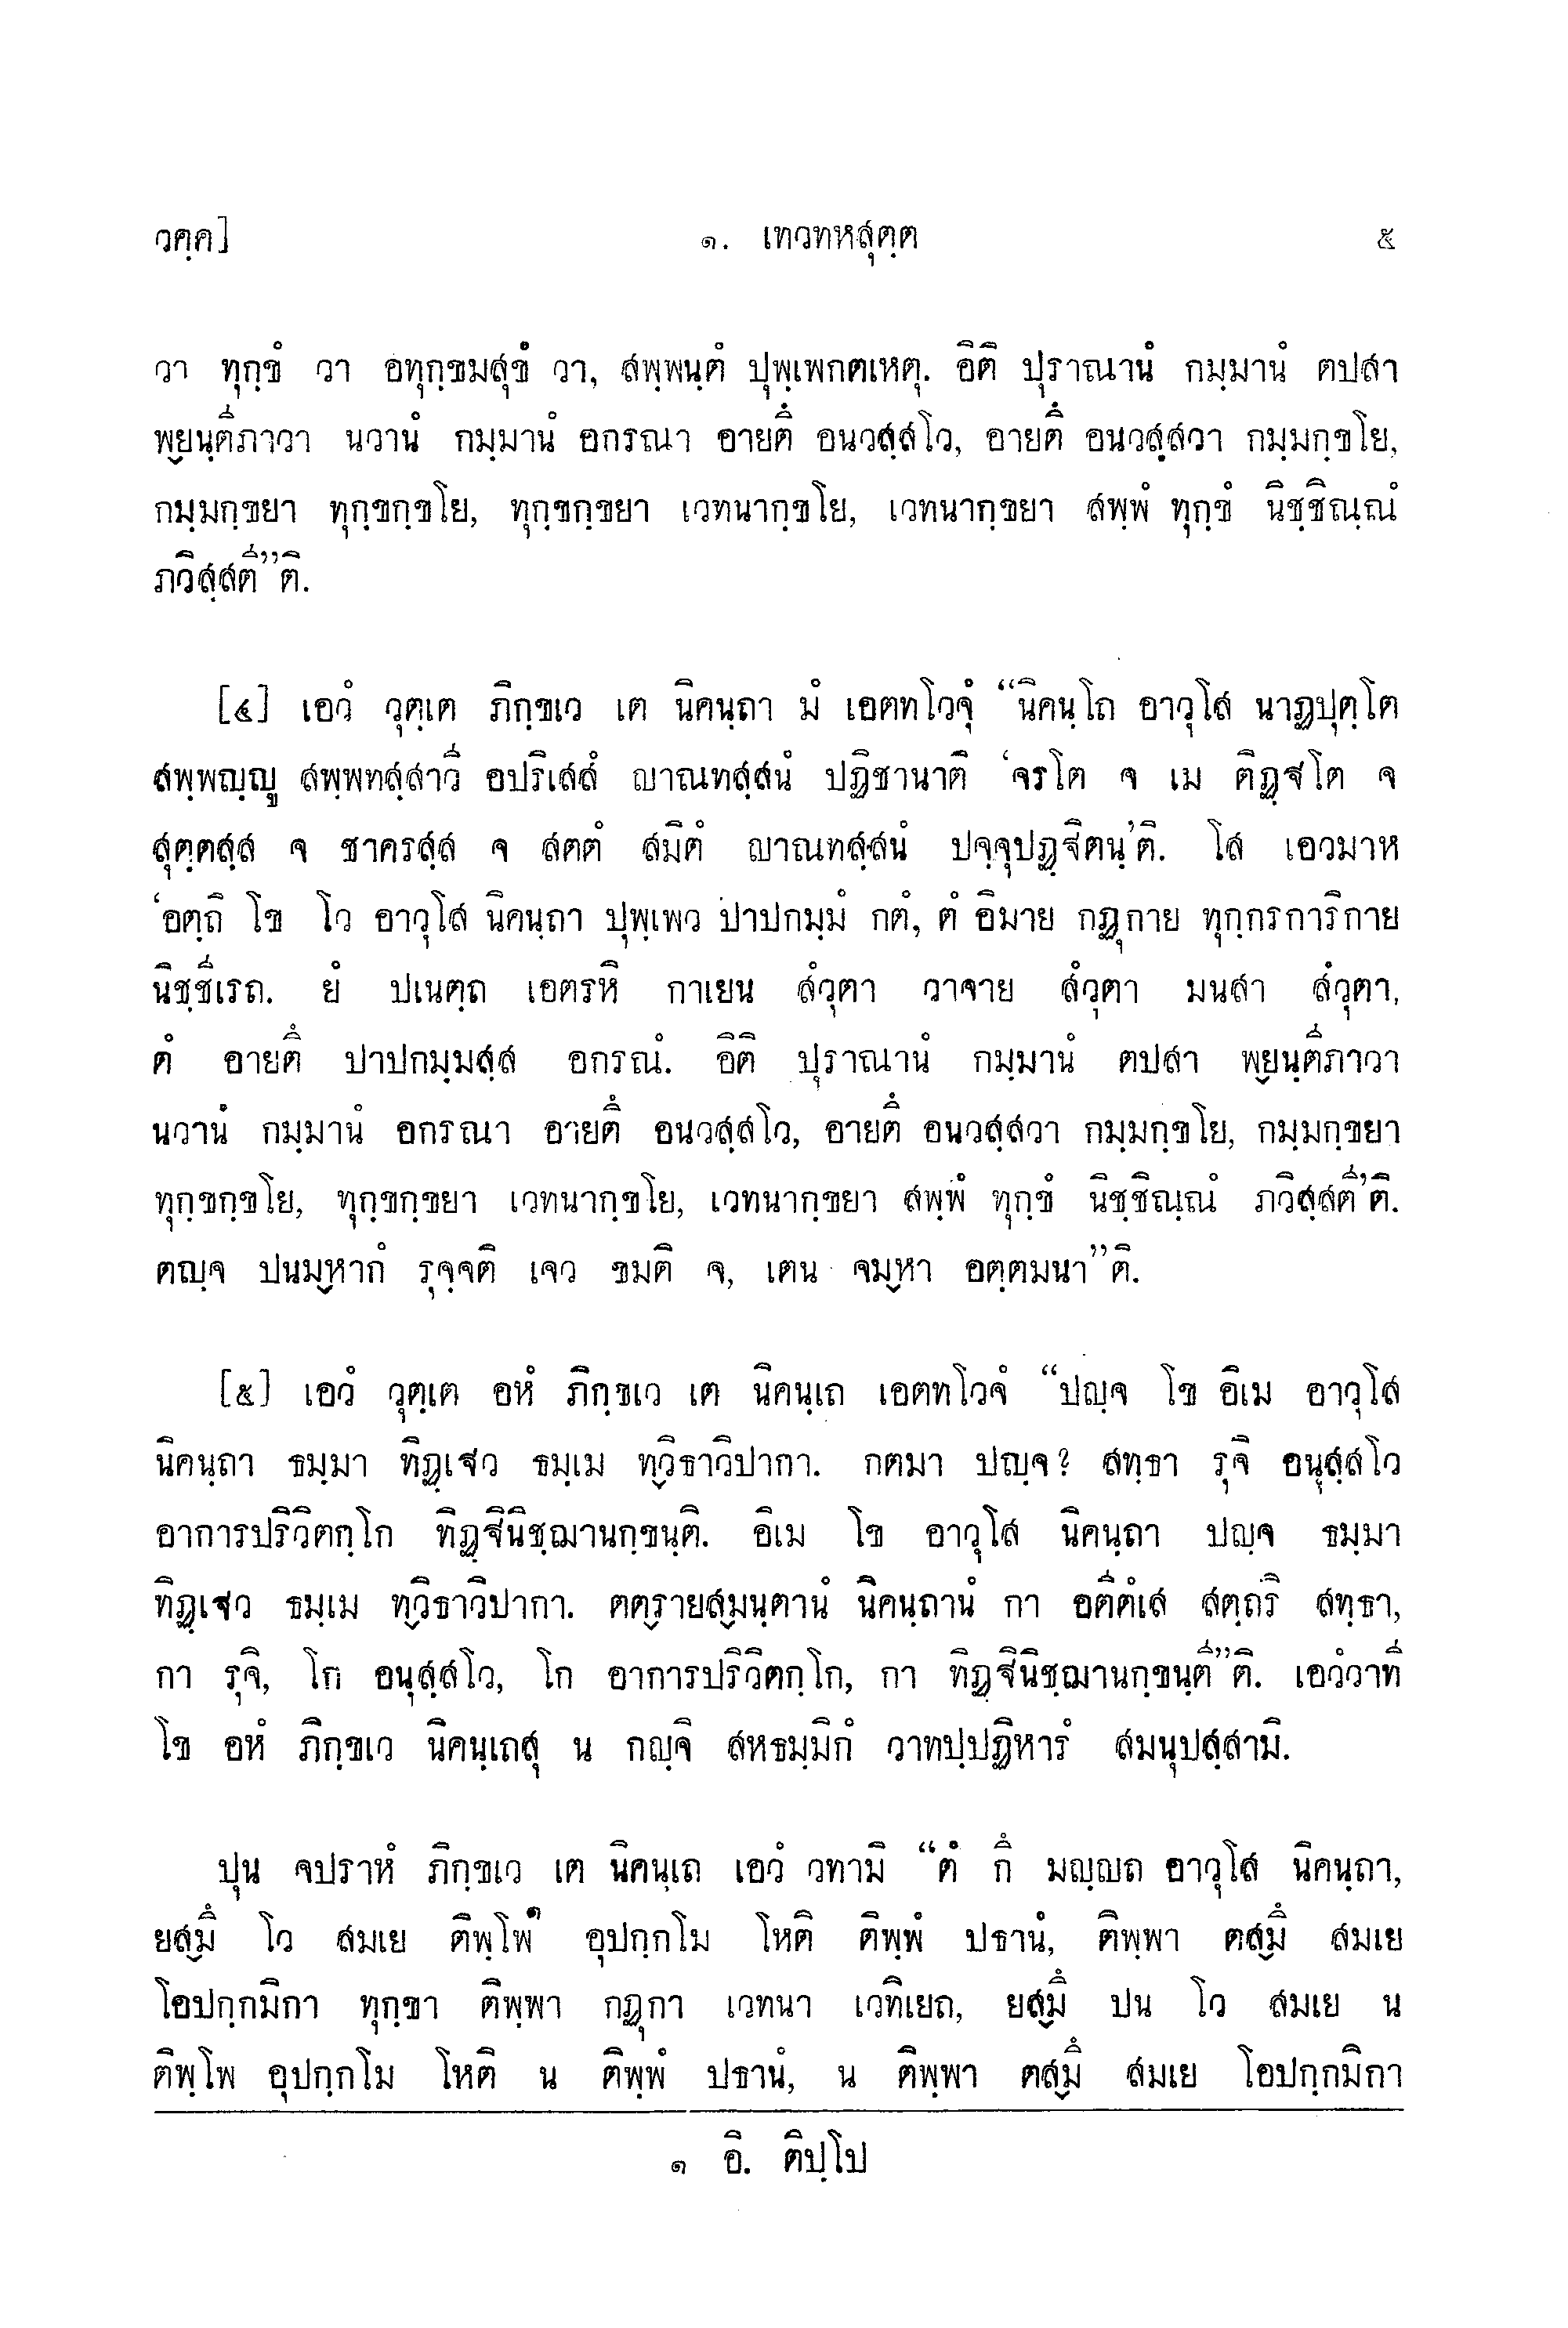 วคฺค]
๑. เทวทหสุตฺต
๕
วา ทุกฺขํ วา อทุกฺขมสุขํ วา, สพฺพนฺตํ ปุพฺเพกตเหตุ. อิติ ปุราณานํ กมฺมานํ ตปสา
พฺยนฺตีภาวา นวานํ กมฺมานํ อกรณา อายตึ อนวสฺสโว, อายตึ อนวสฺสวา กมฺมกฺขโย,
กมฺมกฺขยา ทุกฺขกฺขโย, ทุกฺขกฺขยา เวทนากฺขโย, เวทนากฺขยา สพฺพํ ทุกฺขํ นิชฺชิณฺณํ
ภวิสฺสตี”ติ.
[๔] เอวํ วุตฺเต ภิกฺขเว เต นิคนฺถา มํ เอตทโวจุํ “นิคนฺโถ อาวุโส นาฏปุตฺโต
สพฺพญฺญู สพฺพทสฺสาวี อปริเสสํ ญาณทสฺสนํ ปฏิชานาติ ‘จรโต จ เม ติฏฺฐโต จ
สุตฺตสฺส จ ชาครสฺส จ สตตํ สมิตํ ญาณทสฺสนํ ปจฺจุปฏฺฐิตนฺ’ติ. โส เอวมาห
‘อตฺถิ โข โว อาวุโส นิคนฺถา ปุพฺเพว ปาปกมฺมํ กตํ, ตํ อิมาย กฏุกาย ทุกฺกรการิกาย
นิชฺชีเรถ. ยํ ปเนตฺถ เอตรหิ กาเยน สํวุตา วาจาย สํวุตา มนสา สํวุตา,
ตํ อายตึ ปาปกมฺมสฺส อกรณํ. อิติ ปุราณานํ กมฺมานํ ตปสา พฺยนฺตีภาวา
นวานํ กมฺมานํ อกรณา อายตึ อนวสฺสโว, อายตึ อนวสฺสวา กมฺมกฺขโย, กมฺมกฺขยา
ทุกฺขกฺขโย, ทุกฺขกฺขยา เวทนากฺขโย, เวทนากฺขยา สพฺพํ ทุกฺขํ นิชฺชิณฺณํ ภวิสฺสตี’ติ.
ตญฺจ ปนมฺหากํ รุจฺจติ เจว ขมติ จ, เตน จมฺหา อตฺตมนา”ติ.
[๕] เอวํ วุตฺเต อหํ ภิกฺขเว เต นิคนฺเถ เอตทโวจํ “ปญฺจ โข อิเม อาวุโส
นิคนฺถา ธมฺมา ทิฏฺเฐว ธมฺเม ทฺวิธาวิปากา. กตมา ปญฺจ? สทฺธา รุจิ อนุสฺสโว
อาการปริวิตกฺโก ทิฏฺฐินิชฺฌานกฺขนฺติ. อิเม โข อาวุโส นิคนฺถา ปญฺจ ธมฺมา
ทิฏฺเฐว ธมฺเม ทฺวิธาวิปากา. ตตฺรายสฺมนฺตานํ นิคนฺถานํ กา อตีตํเส สตฺถริ สทฺธา,
กา รุจิ, โก อนุสฺสโว, โก อาการปริวิตกฺโก, กา ทิฏฺฐินิชฺฌานกฺขนฺตี”ติ. เอวํวาที
โข อหํ ภิกฺขเว นิคนฺเถสุ น กญฺจิ สหธมฺมิกํ วาทปฺปฏิหารํ สมนุปสฺสามิ.
ปุน จปราหํ ภิกฺขเว เต นิคนฺเถ เอวํ วทามิ “ตํ กึ มญฺญถ อาวุโส นิคนฺถา,
ยสฺมึ โว สมเย ติพฺโพ๑ อุปกฺกโม โหติ ติพฺพํ ปธานํ, ติพฺพา ตสฺมึ สมเย
โอปกฺกมิกา ทุกฺขา ติพฺพา กฏุกา เวทนา เวทิเยถ, ยสฺมึ ปน โว สมเย น
ติพฺโพ อุปกฺกโม โหติ น ติพฺพํ ปธานํ, น ติพฺพา ตสฺมึ สมเย โอปกฺกมิกา
๑ อิ. ติปฺโป